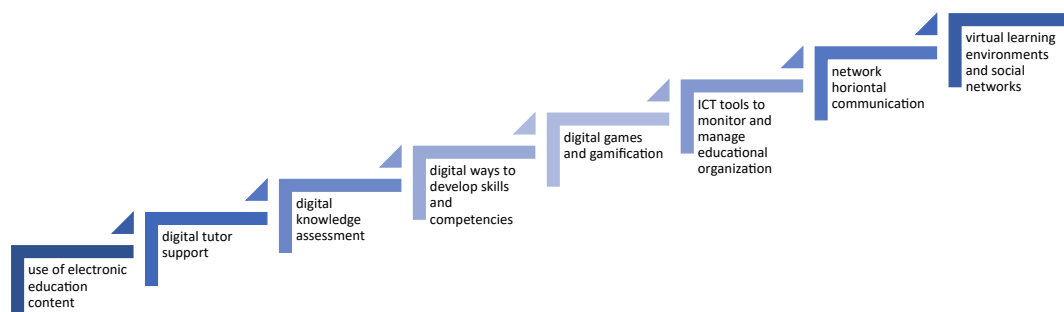 use of electronic
education
content
digital tutor
support
digital
knowledge
assessment
digital ways to
develop skills
and
competencies
digital games
and gamification
ICT tools to
monitor and
manage
educational
organization
network
horiontal
communication
virtual learning
environments
and social
networks